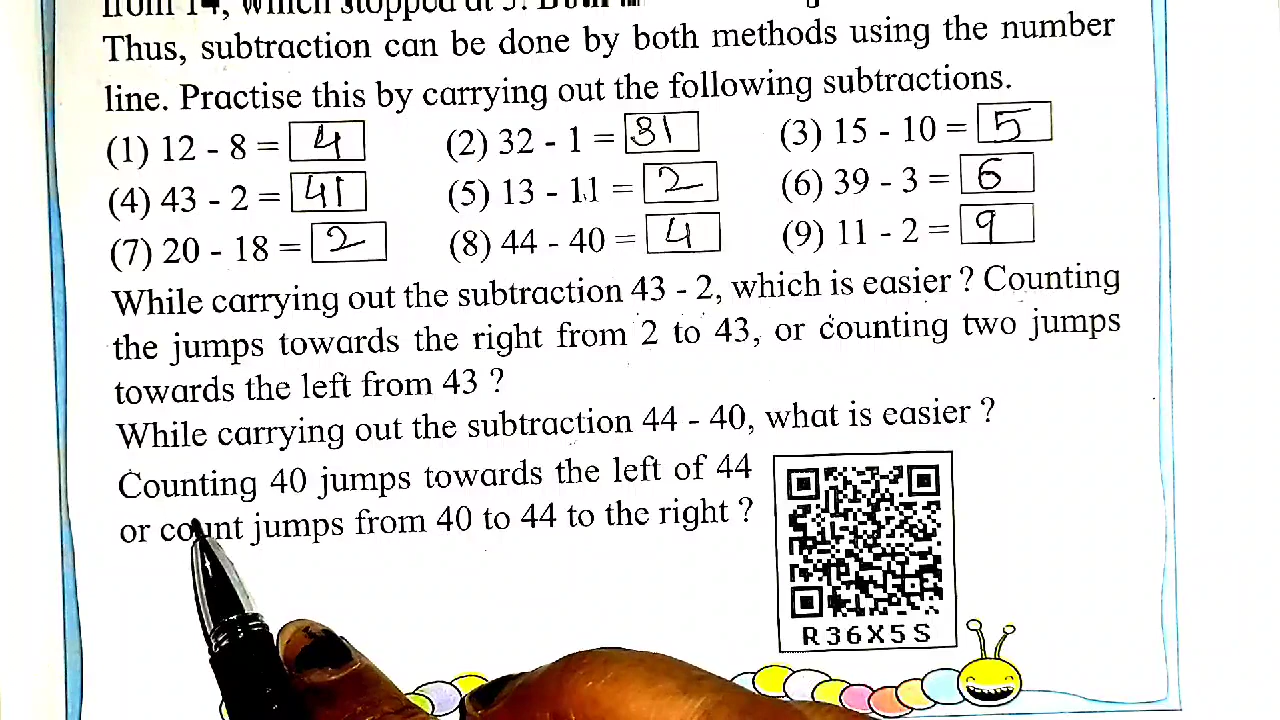 from 14, which stopped at
Thus, subtraction can be done by both methods using the number
line. Practise this by carrying out the following subtractions.
(1) 12 - 8 = 4 (2) 32 - 1 = 31 (3) 15 - 10 = 5
(4) 43 - 2 = 41 (5) 13 - 11 = 2 (6) 39 - 3 = 6
(7) 20 - 18 = 2 (8) 44 - 40 = 4 (9) 11 - 2 = 9
While carrying out the subtraction 43 - 2, which is easier ? Counting
the jumps towards the right from 2 to 43, or counting two jumps
towards the left from 43 ?
While carrying out the subtraction 44 - 40, what is easier ?
Counting 40 jumps towards the left of 44
or count jumps from 40 to 44 to the right ?
R36X5S